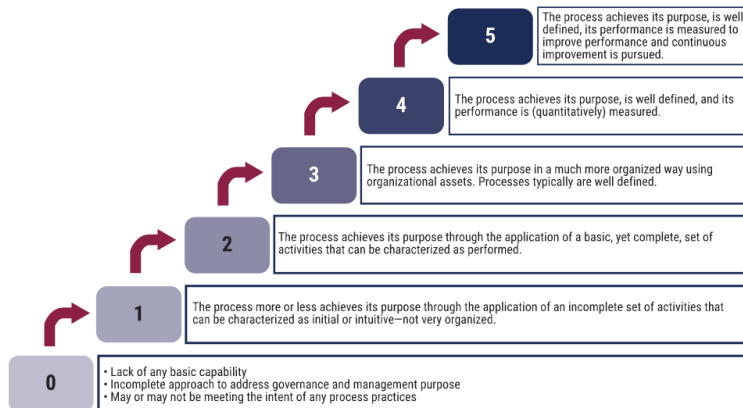 5
The process achieves its purpose, is well
defined, its performance is measured to
improve performance and continuous
improvement is pursued.
4
The process achieves its purpose, is well defined, and its
performance is (quantitatively) measured.
3
The process achieves its purpose in a much more organized way using
organizational assets. Processes typically are well defined.
2
The process achieves its purpose through the application of a basic, yet complete, set of
activities that can be characterized as performed.
1
The process more or less achieves its purpose through the application of an incomplete set of activities that
can be characterized as initial or intuitive—not very organized.
0
• Lack of any basic capability
• Incomplete approach to address governance and management purpose
• May or may not be meeting the intent of any process practices